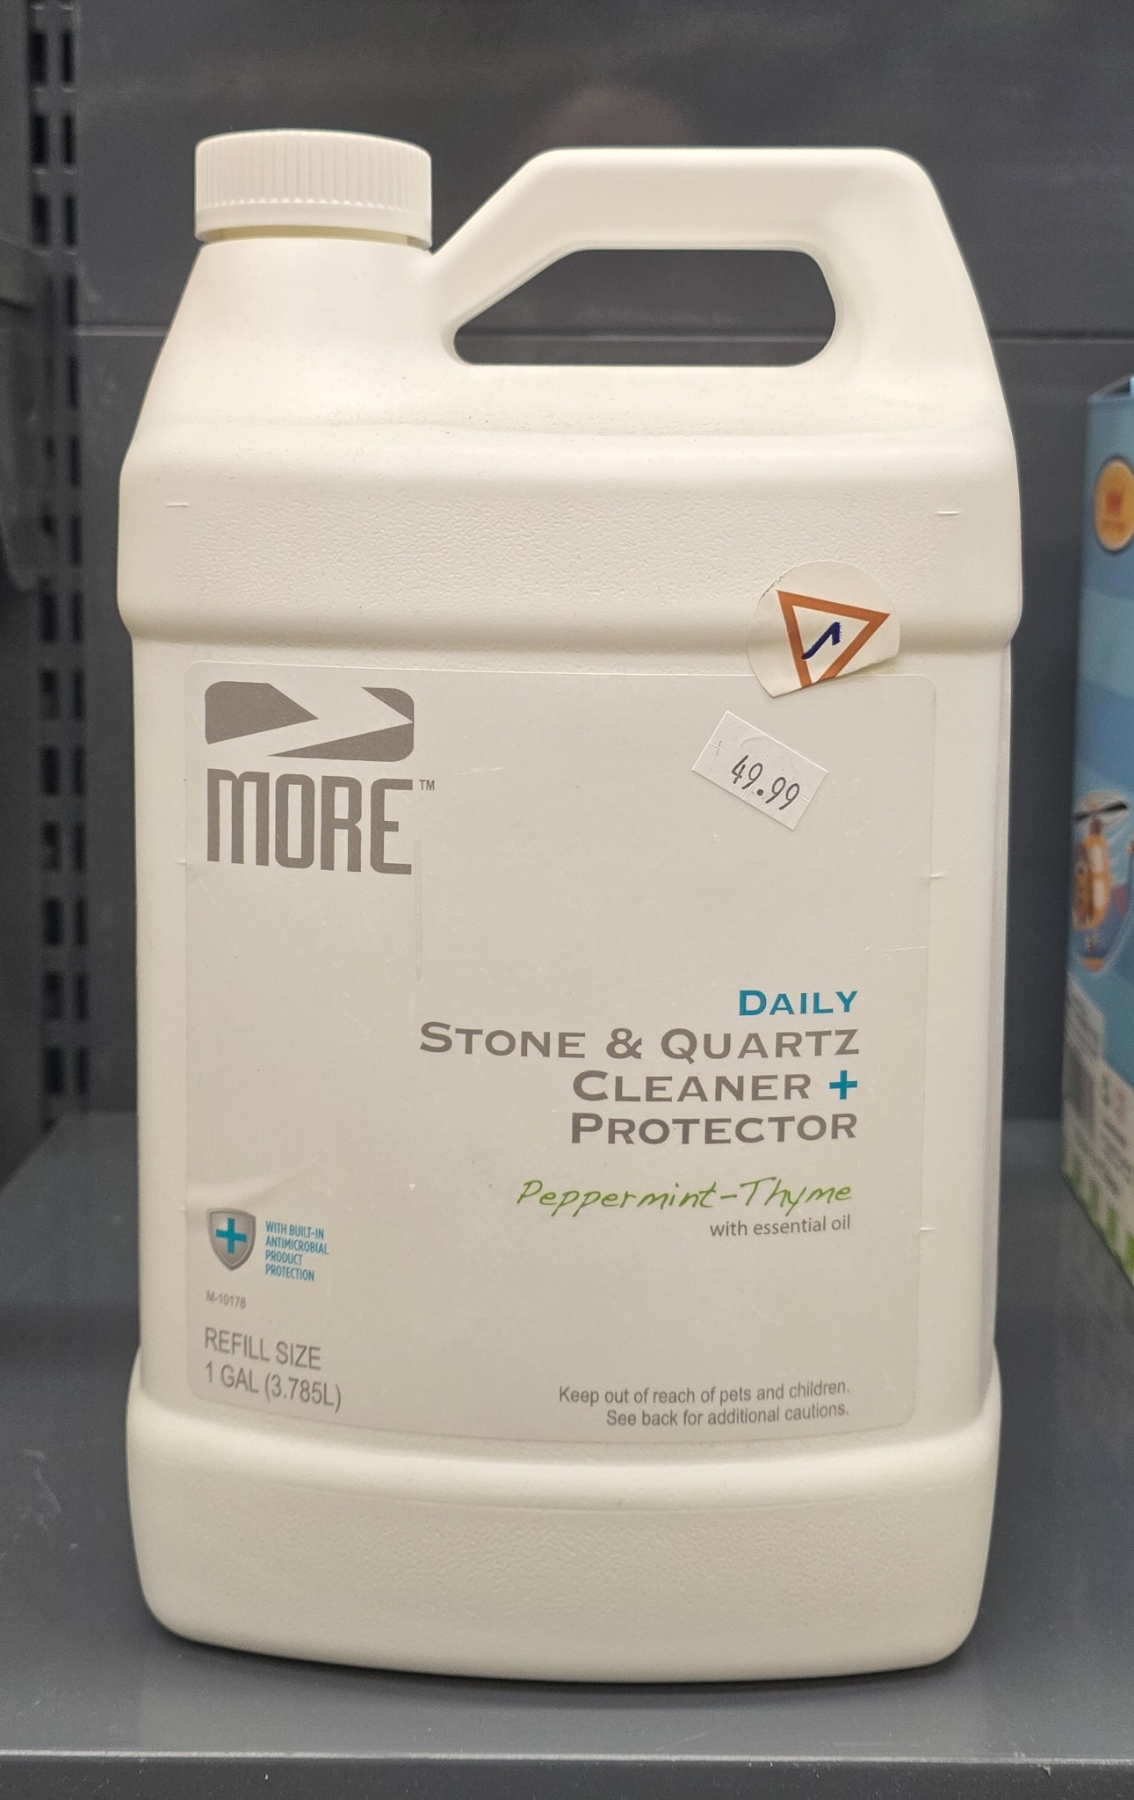 MORE™
49.99
DAILY
STONE & QUARTZ
CLEANER +
PROTECTOR
Peppermint-Thyme
with essential oil
WITH BUILT-IN
ANTIMICROBIAL
PRODUCT
PROTECTION
M-10178
REFILL SIZE
1 GAL (3.785L)
Keep out of reach of pets and children.
See back for additional cautions.